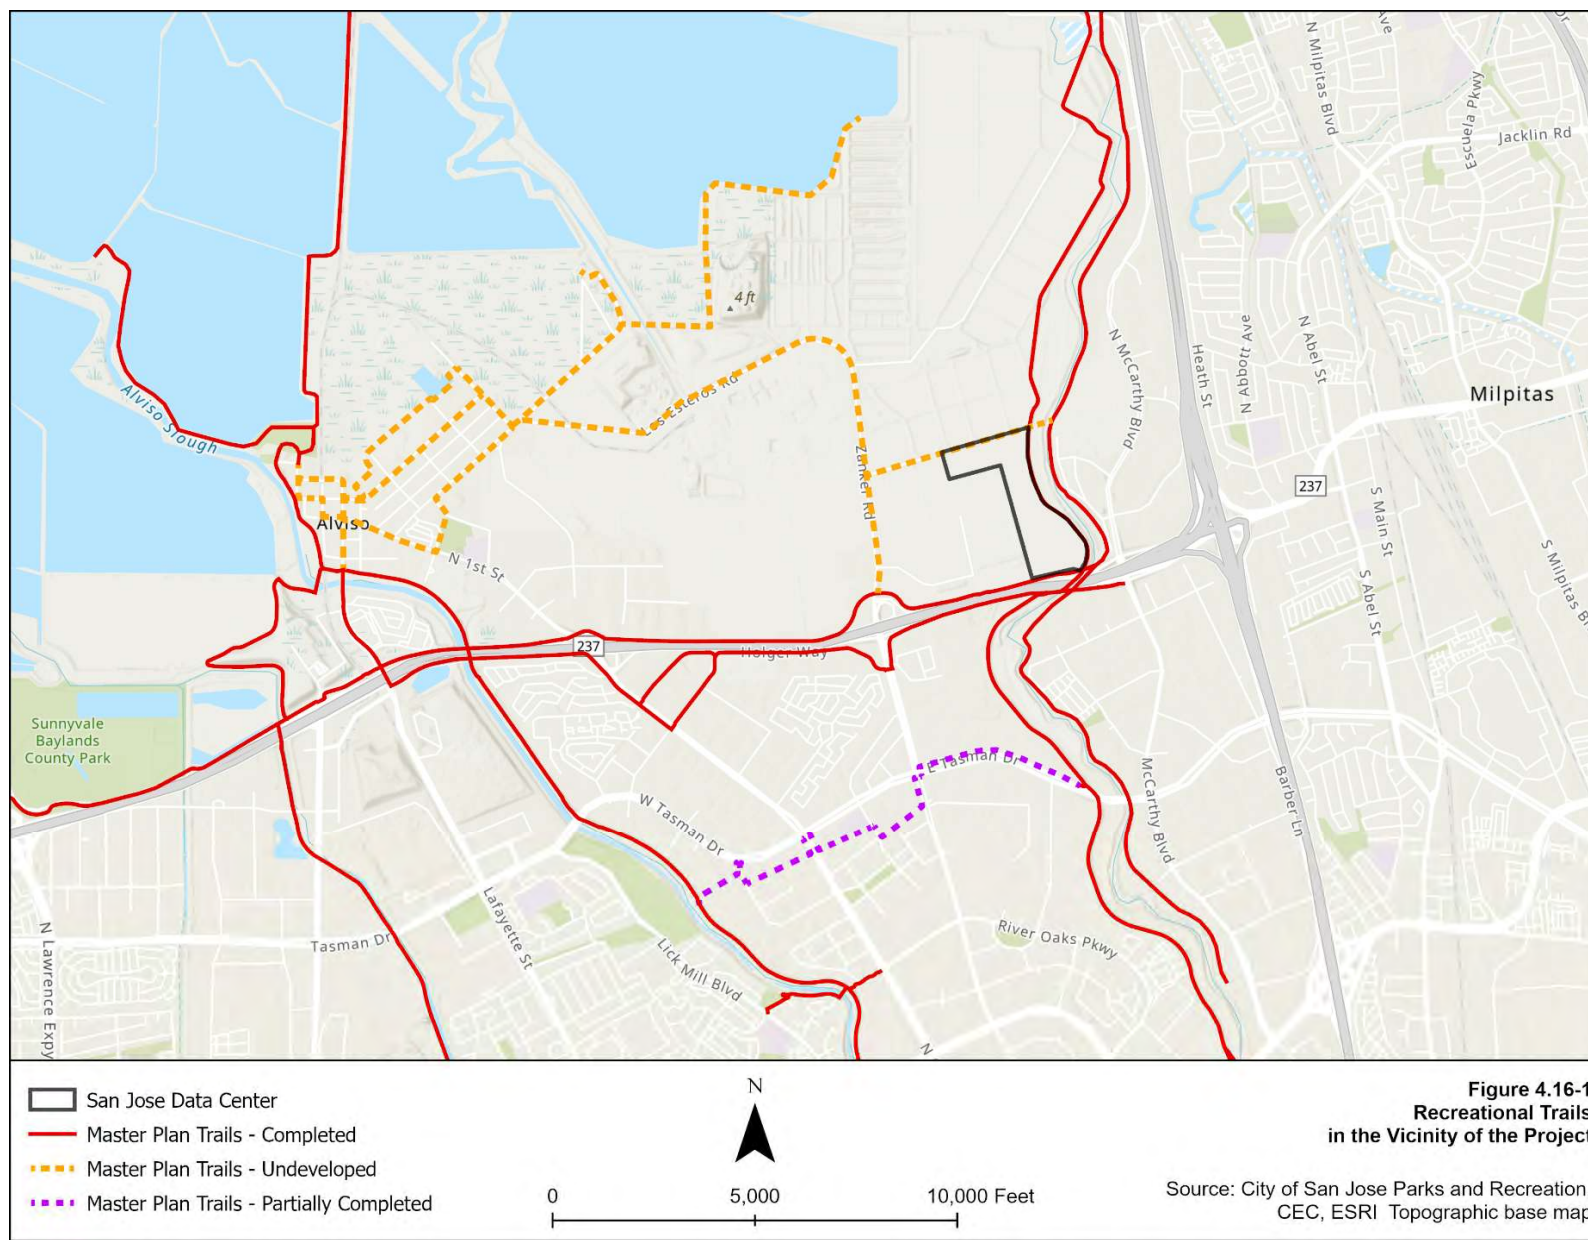 N Milpitas Blvd
Ave
Dr
Escuela Pkwy
Jacklin Rd
4 ft
N McCarthy Blvd
Heath St
N Abbott Ave
N Abel St
Milpitas
Alviso Slough
Los Esteros Rd
Zanker Rd
237
Alviso
N 1st St
S Main St
S Abel St
S Milpitas Bl
237
Holger Way
Sunnyvale
Baylands
County Park
E Tasman Dr
W Tasman Dr
McCarthy Blvd
Barber Ln
Lafayette St
Tasman Dr
Lick Mill Blvd
River Oaks Pkwy
N Lawrence Expy
N
San Jose Data Center
Master Plan Trails - Completed
Master Plan Trails - Undeveloped
Master Plan Trails - Partially Completed
N
0 5,000 10,000 Feet
Figure 4.16-1
Recreational Trails
in the Vicinity of the Project
Source: City of San Jose Parks and Recreation
CEC, ESRI Topographic base map